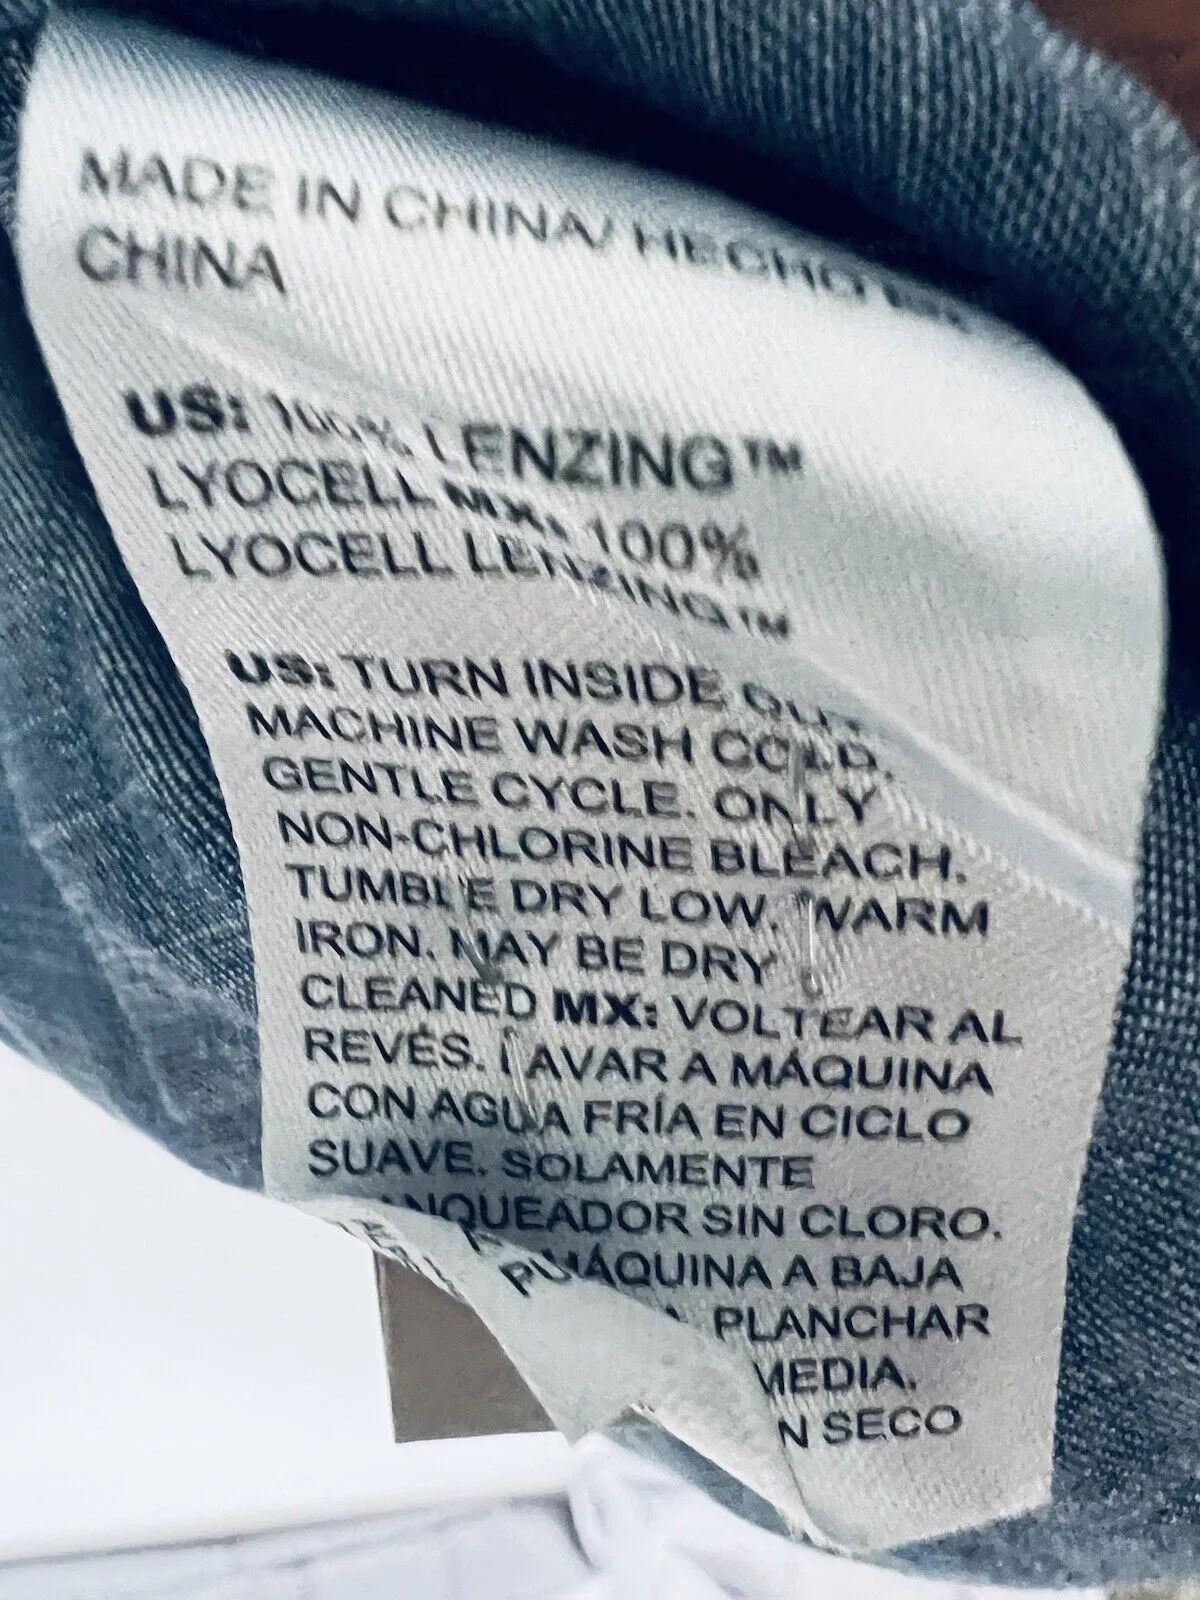 MADE IN CHINA/ HECHO EN
CHINA
US: 100% LENZING™
LYOCELL MX: 100%
LYOCELL LENZING™
US: TURN INSIDE OUT.
MACHINE WASH COLD.
GENTLE CYCLE. ONLY
NON-CHLORINE BLEACH.
TUMBLE DRY LOW. WARM
IRON. MAY BE DRY
CLEANED MX: VOLTEAR AL
REVÉS. LAVAR A MÁQUINA
CON AGUA FRÍA EN CICLO
SUAVE. SOLAMENTE
ANQUEADOR SIN CLORO.
MÁQUINA A BAJA
PLANCHAR
MEDIA.
N SECO